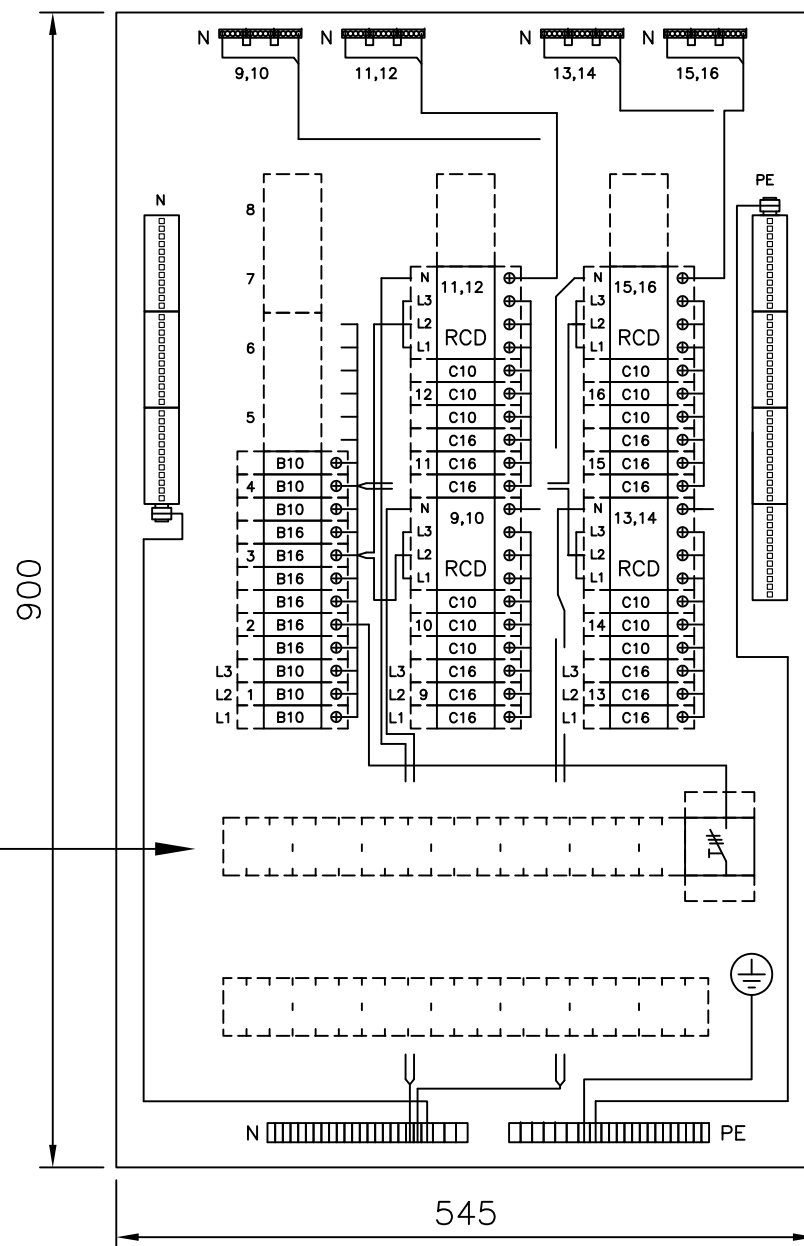 N N N N
9,10 11,12 13,14 15,16
N PE
8
7 N 11,12 N 15,16
L3 L3
6 L2 RCD L2 RCD
L1 L1
C10 C10
5 12 C10 16 C10
C10 C10
C16 C16
B10 11 C16 15 C16
4 B10 C16 C16
B10 N 9,10 N 13,14
B16 L3 L3
3 B16 L2 RCD L2 RCD
B16 L1 L1
B16 C10 C10
2 B16 10 C10 14 C10
B16 C10 C10
L3 B10 L3 C16 L3 C16
L2 1 B10 L2 9 C16 L2 13 C16
L1 B10 L1 C16 L1 C16
900
N PE
545